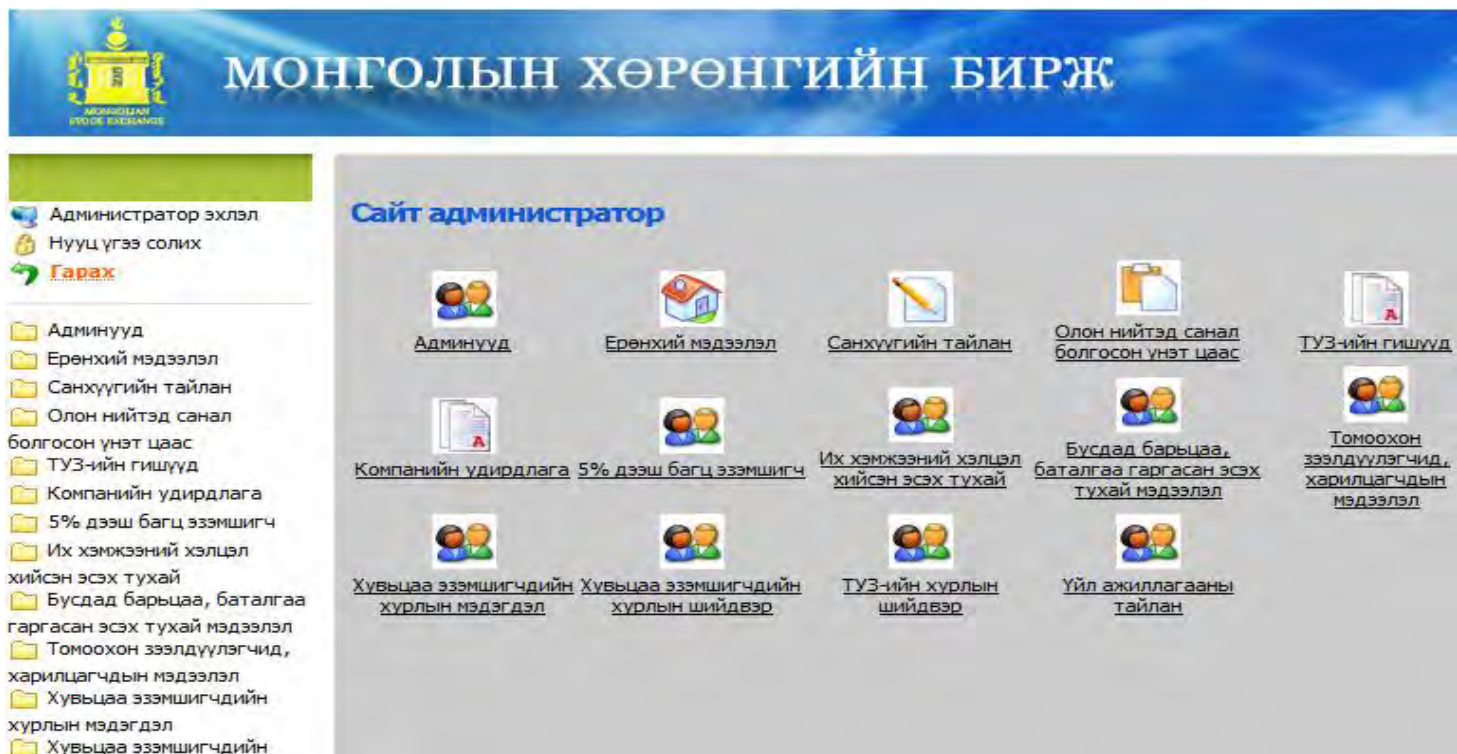 МОНГОЛЫН ХӨРӨНГИЙН БИРЖ
MONGOLIAN
STOCK EXCHANGE
Администратор эхлэл
Нууц үгээ солих
Гарах
Админууд
Ерөнхий мэдээлэл
Санхүүгийн тайлан
Олон нийтэд санал
болгосон үнэт цаас
ТУЗ-ийн гишүүд
Компанийн удирдлага
5% дээш багц эзэмшигч
Их хэмжээний хэлцэл
хийсэн эсэх тухай
Бусдад барьцаа, баталгаа
гаргасан эсэх тухай мэдээлэл
Томоохон зээлдүүлэгчид,
харилцагчдын мэдээлэл
Хувьцаа эзэмшигчдийн
хурлын мэдэгдэл
Хувьцаа эзэмшигчдийн
Сайт администратор
Админууд
Ерөнхий мэдээлэл
Санхүүгийн тайлан
Олон нийтэд санал
болгосон үнэт цаас
ТУЗ-ийн гишүүд
Компанийн удирдлага
5% дээш багц эзэмшигч
Их хэмжээний хэлцэл
хийсэн эсэх тухай
Бусдад барьцаа,
баталгаа гаргасан эсэх
тухай мэдээлэл
Томоохон
зээлдүүлэгчид,
харилцагчдын
мэдээлэл
Хувьцаа эзэмшигчдийн
хурлын мэдэгдэл
Хувьцаа эзэмшигчдийн
хурлын шийдвэр
ТУЗ-ийн хурлын
шийдвэр
Үйл ажиллагааны
тайлан